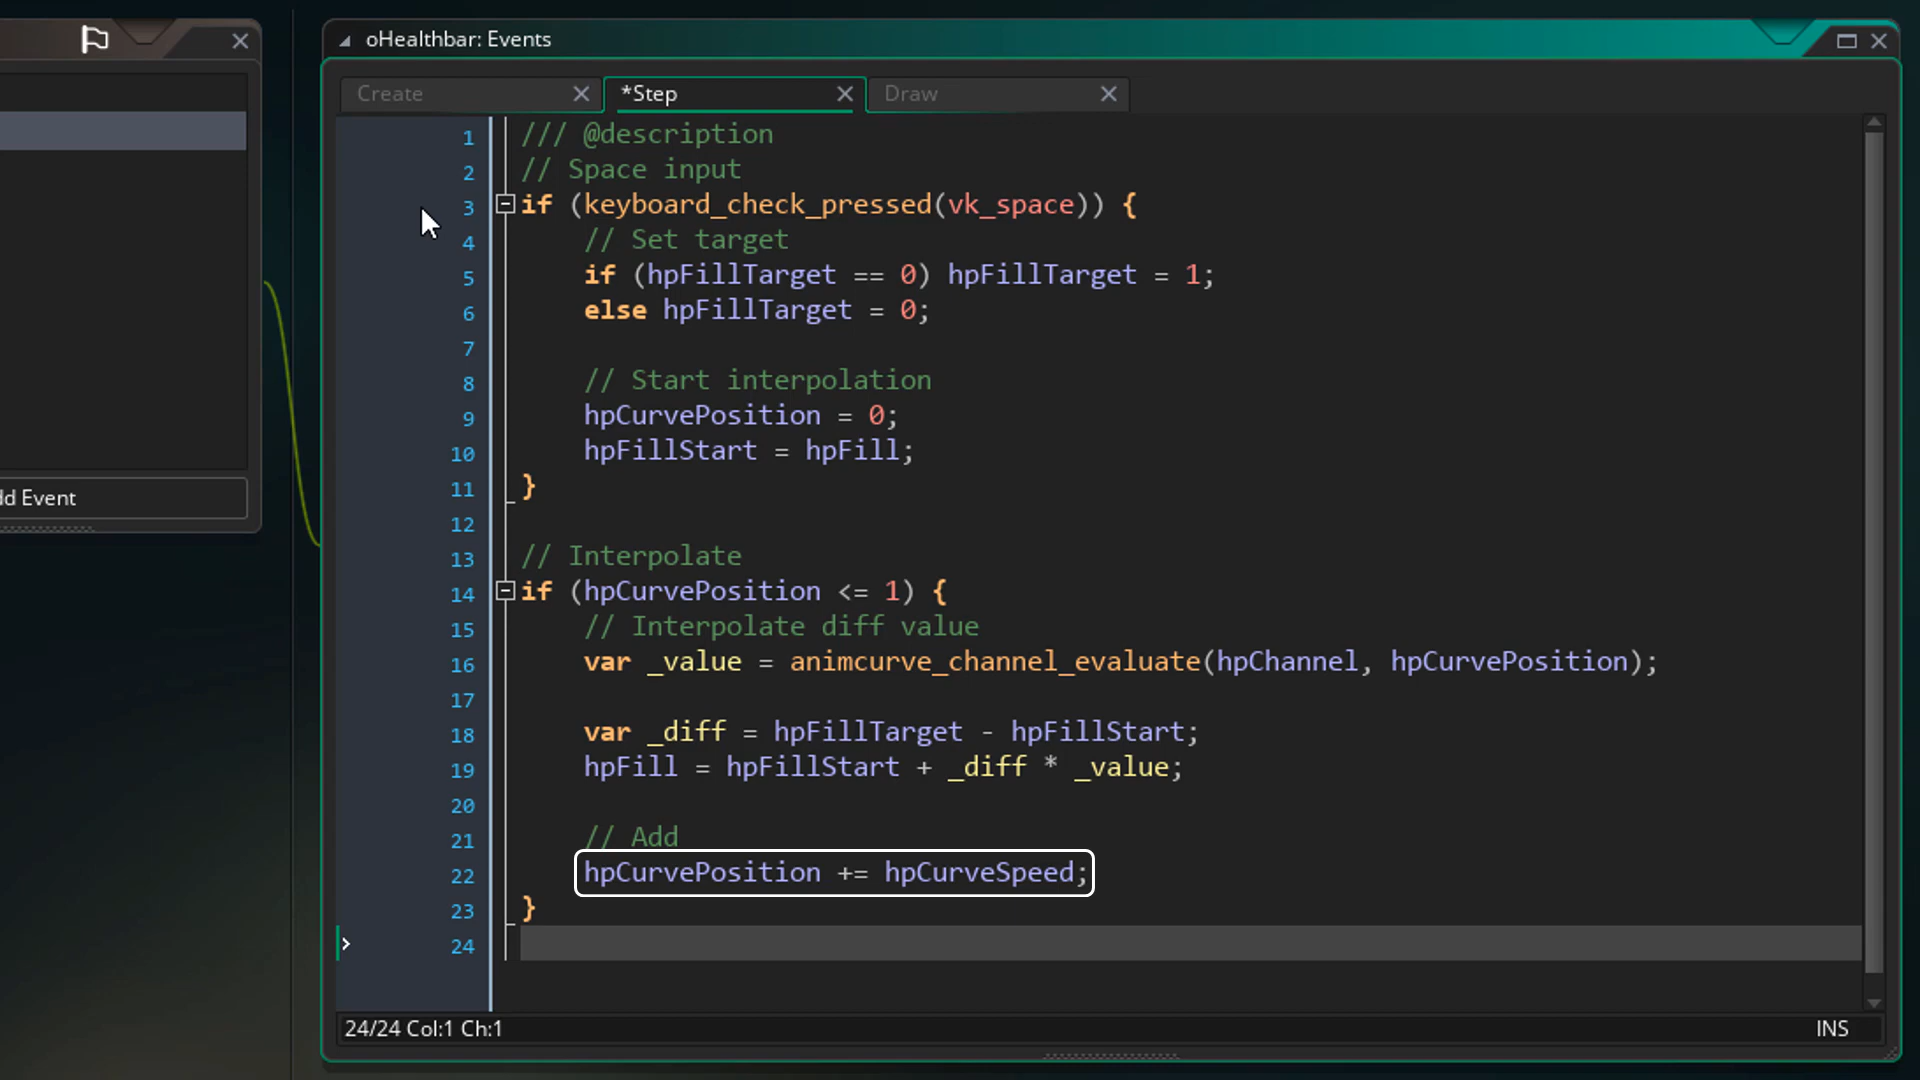 oHealthbar: Events
Create
*Step
Draw
1 /// @description
2 // Space input
3 if (keyboard_check_pressed(vk_space)) {
4 // Set target
5 if (hpFillTarget == 0) hpFillTarget = 1;
6 else hpFillTarget = 0;
7
8 // Start interpolation
9 hpCurvePosition = 0;
10 hpFillStart = hpFill;
11 }
12
13 // Interpolate
14 if (hpCurvePosition <= 1) {
15 // Interpolate diff value
16 var _value = animcurve_channel_evaluate(hpChannel, hpCurvePosition);
17
18 var _diff = hpFillTarget - hpFillStart;
19 hpFill = hpFillStart + _diff * _value;
20
21 // Add
22 hpCurvePosition += hpCurveSpeed;
23 }
24
dd Event
24/24 Col:1 Ch:1
INS